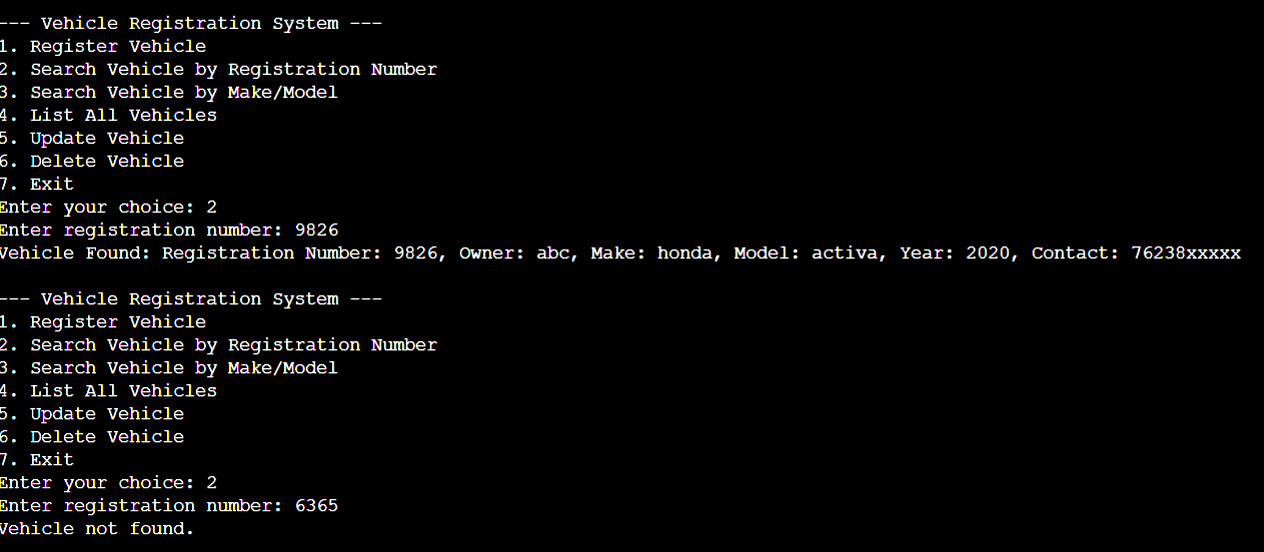 --- Vehicle Registration System ---
1. Register Vehicle
2. Search Vehicle by Registration Number
3. Search Vehicle by Make/Model
4. List All Vehicles
5. Update Vehicle
6. Delete Vehicle
7. Exit
Enter your choice: 2
Enter registration number: 9826
Vehicle Found: Registration Number: 9826, Owner: abc, Make: honda, Model: activa, Year: 2020, Contact: 76238xxxxx
--- Vehicle Registration System ---
1. Register Vehicle
2. Search Vehicle by Registration Number
3. Search Vehicle by Make/Model
4. List All Vehicles
5. Update Vehicle
6. Delete Vehicle
7. Exit
Enter your choice: 2
Enter registration number: 6365
Vehicle not found.